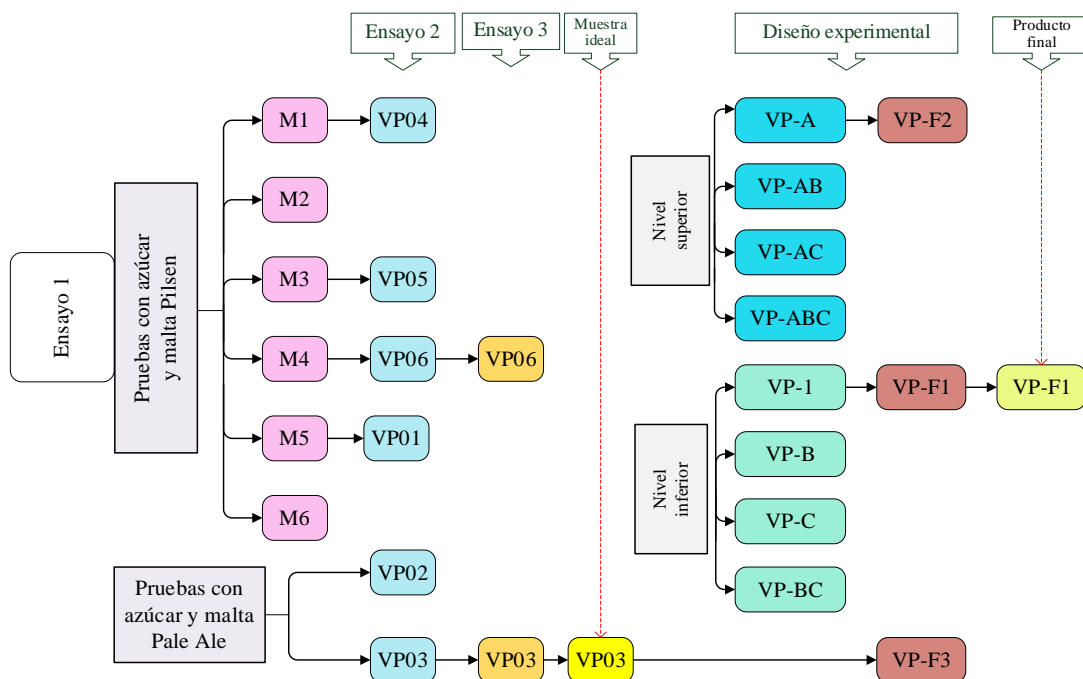 Ensayo 2
Ensayo 3
Muestra
ideal
Diseño experimental
Producto
final
Ensayo 1
Pruebas con azúcar
y malta Pilsen
M1
VP04
M2
M3
VP05
M4
VP06
VP06
M5
VP01
M6
Pruebas con
azúcar y malta
Pale Ale
VP02
VP03
VP03
VP03
VP-F3
Nivel
superior
VP-A
VP-F2
VP-AB
VP-AC
VP-ABC
Nivel
inferior
VP-1
VP-F1
VP-F1
VP-B
VP-C
VP-BC